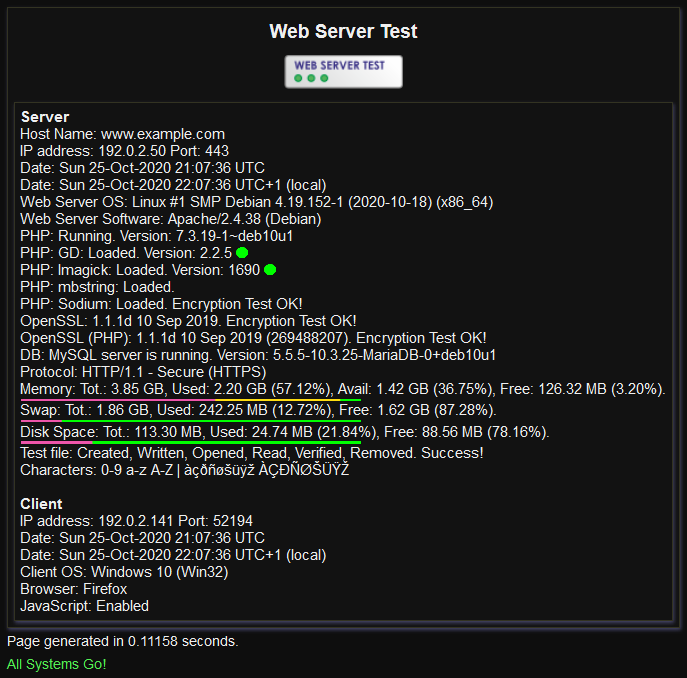 Web Server Test
WEB SERVER TEST
Server
Host Name: www.example.com
IP address: 192.0.2.50 Port: 443
Date: Sun 25-Oct-2020 21:07:36 UTC
Date: Sun 25-Oct-2020 22:07:36 UTC+1 (local)
Web Server OS: Linux #1 SMP Debian 4.19.152-1 (2020-10-18) (x86_64)
Web Server Software: Apache/2.4.38 (Debian)
PHP: Running. Version: 7.3.19-1~deb10u1
PHP: GD: Loaded. Version: 2.2.5
PHP: Imagick: Loaded. Version: 1690
PHP: mbstring: Loaded.
PHP: Sodium: Loaded. Encryption Test OK!
OpenSSL: 1.1.1d 10 Sep 2019. Encryption Test OK!
OpenSSL (PHP): 1.1.1d 10 Sep 2019 (269488207). Encryption Test OK!
DB: MySQL server is running. Version: 5.5.5-10.3.25-MariaDB-0+deb10u1
Protocol: HTTP/1.1 - Secure (HTTPS)
Memory: Tot.: 3.85 GB, Used: 2.20 GB (57.12%), Avail: 1.42 GB (36.75%), Free: 126.32 MB (3.20%).
Swap: Tot.: 1.86 GB, Used: 242.25 MB (12.72%), Free: 1.62 GB (87.28%).
Disk Space: Tot.: 113.30 MB, Used: 24.74 MB (21.84%), Free: 88.56 MB (78.16%).
Test file: Created, Written, Opened, Read, Verified, Removed. Success!
Characters: 0-9 a-z A-Z | àçðñøšüÿž ÀÇÐÑØŠÜŸŽ
Client
IP address: 192.0.2.141 Port: 52194
Date: Sun 25-Oct-2020 21:07:36 UTC
Date: Sun 25-Oct-2020 22:07:36 UTC+1 (local)
Client OS: Windows 10 (Win32)
Browser: Firefox
JavaScript: Enabled
Page generated in 0.11158 seconds.
All Systems Go!